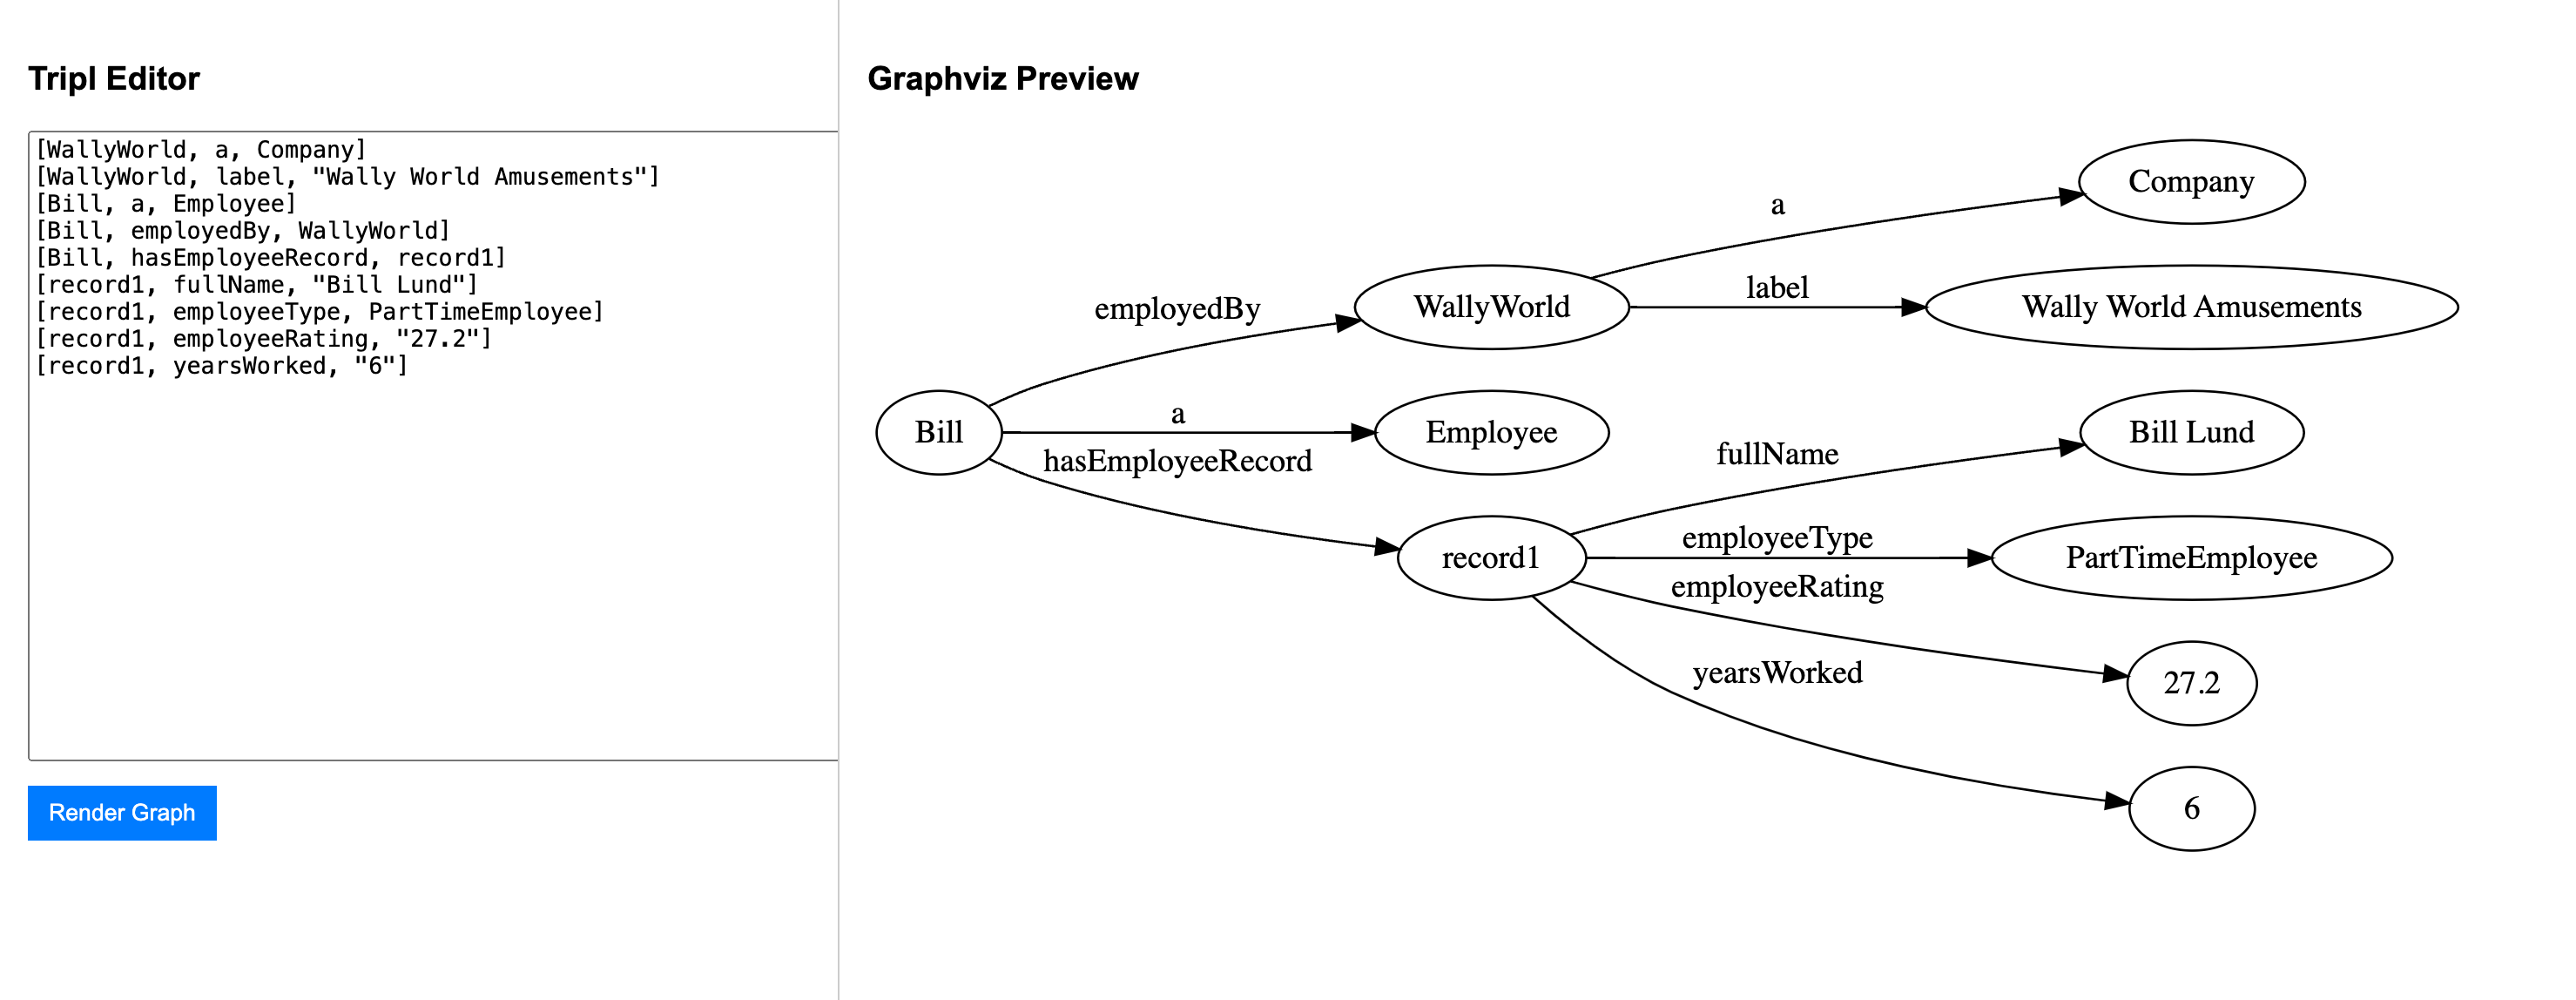 Tripl Editor
[WallyWorld, a, Company]
[WallyWorld, label, "Wally World Amusements"]
[Bill, a, Employee]
[Bill, employedBy, WallyWorld]
[Bill, hasEmployeeRecord, record1]
[record1, fullName, "Bill Lund"]
[record1, employeeType, PartTimeEmployee]
[record1, employeeRating, "27.2"]
[record1, yearsWorked, "6"]
Render Graph
Graphviz Preview
Company
a
label
employedBy
WallyWorld
Wally World Amusements
a
Bill
Employee
Bill Lund
hasEmployeeRecord
fullName
employeeType
record1
PartTimeEmployee
employeeRating
yearsWorked
27.2
6